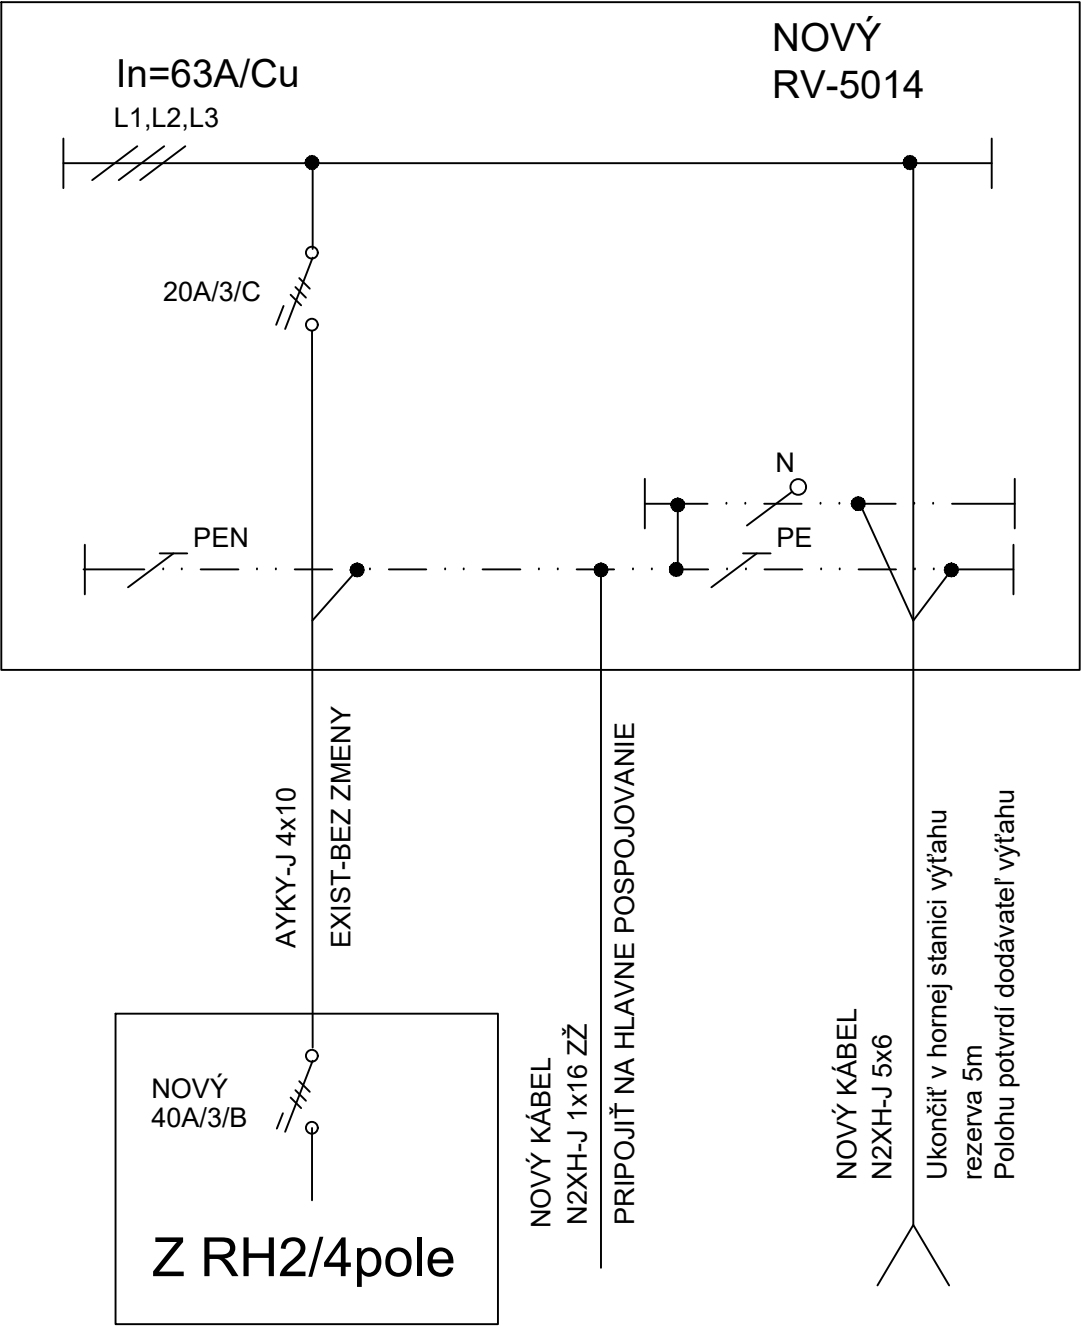 NOVÝ
RV-5014
In=63A/Cu
L1,L2,L3
20A/3/C
N
PEN
PE
AYKY-J 4x10
EXIST-BEZ ZMENY
NOVÝ KÁBEL
N2XH-J 1x16 ZŽ
PRIPOJIŤ NA HLAVNE POSPOJOVANIE
NOVÝ KÁBEL
N2XH-J 5x6
Ukončiť v hornej stanici výťahu
rezerva 5m
Polohu potvrdí dodávateľ výťahu
NOVÝ
40A/3/B
Z RH2/4pole